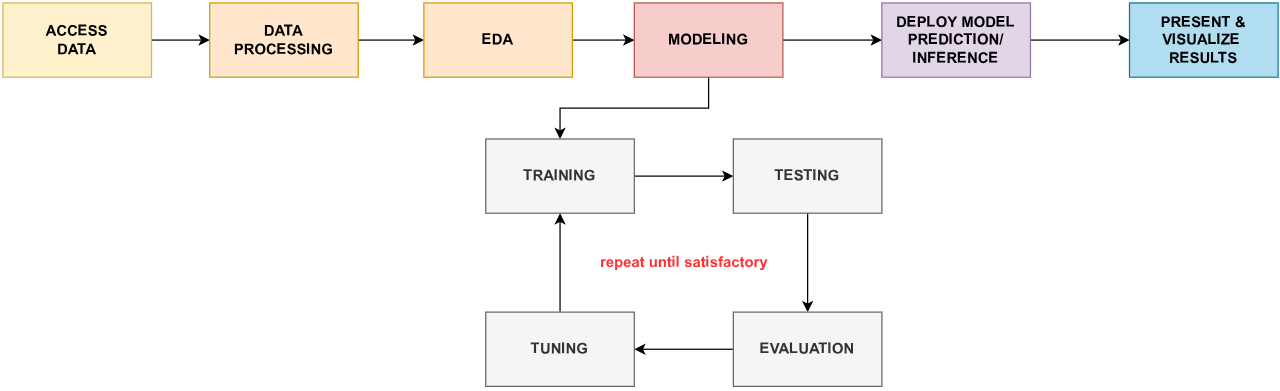 ACCESS
DATA
DATA
PROCESSING
EDA
MODELING
DEPLOY MODEL
PREDICTION/
INFERENCE
PRESENT &
VISUALIZE
RESULTS
TRAINING
TESTING
repeat until satisfactory
TUNING
EVALUATION